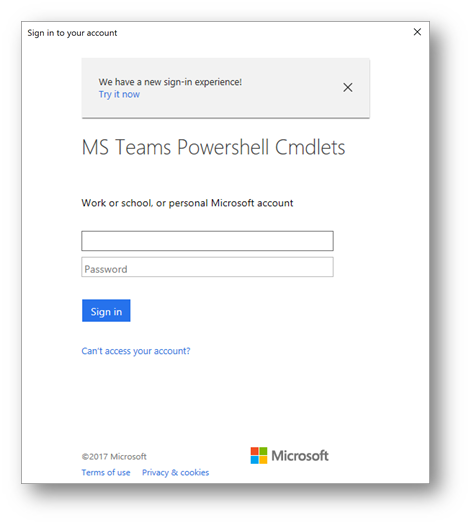 Sign in to your account
We have a new sign-in experience!
Try it now
MS Teams Powershell Cmdlets
Work or school, or personal Microsoft account
Password
Sign in
Can't access your account?
©2017 Microsoft
Microsoft
Terms of use Privacy & cookies